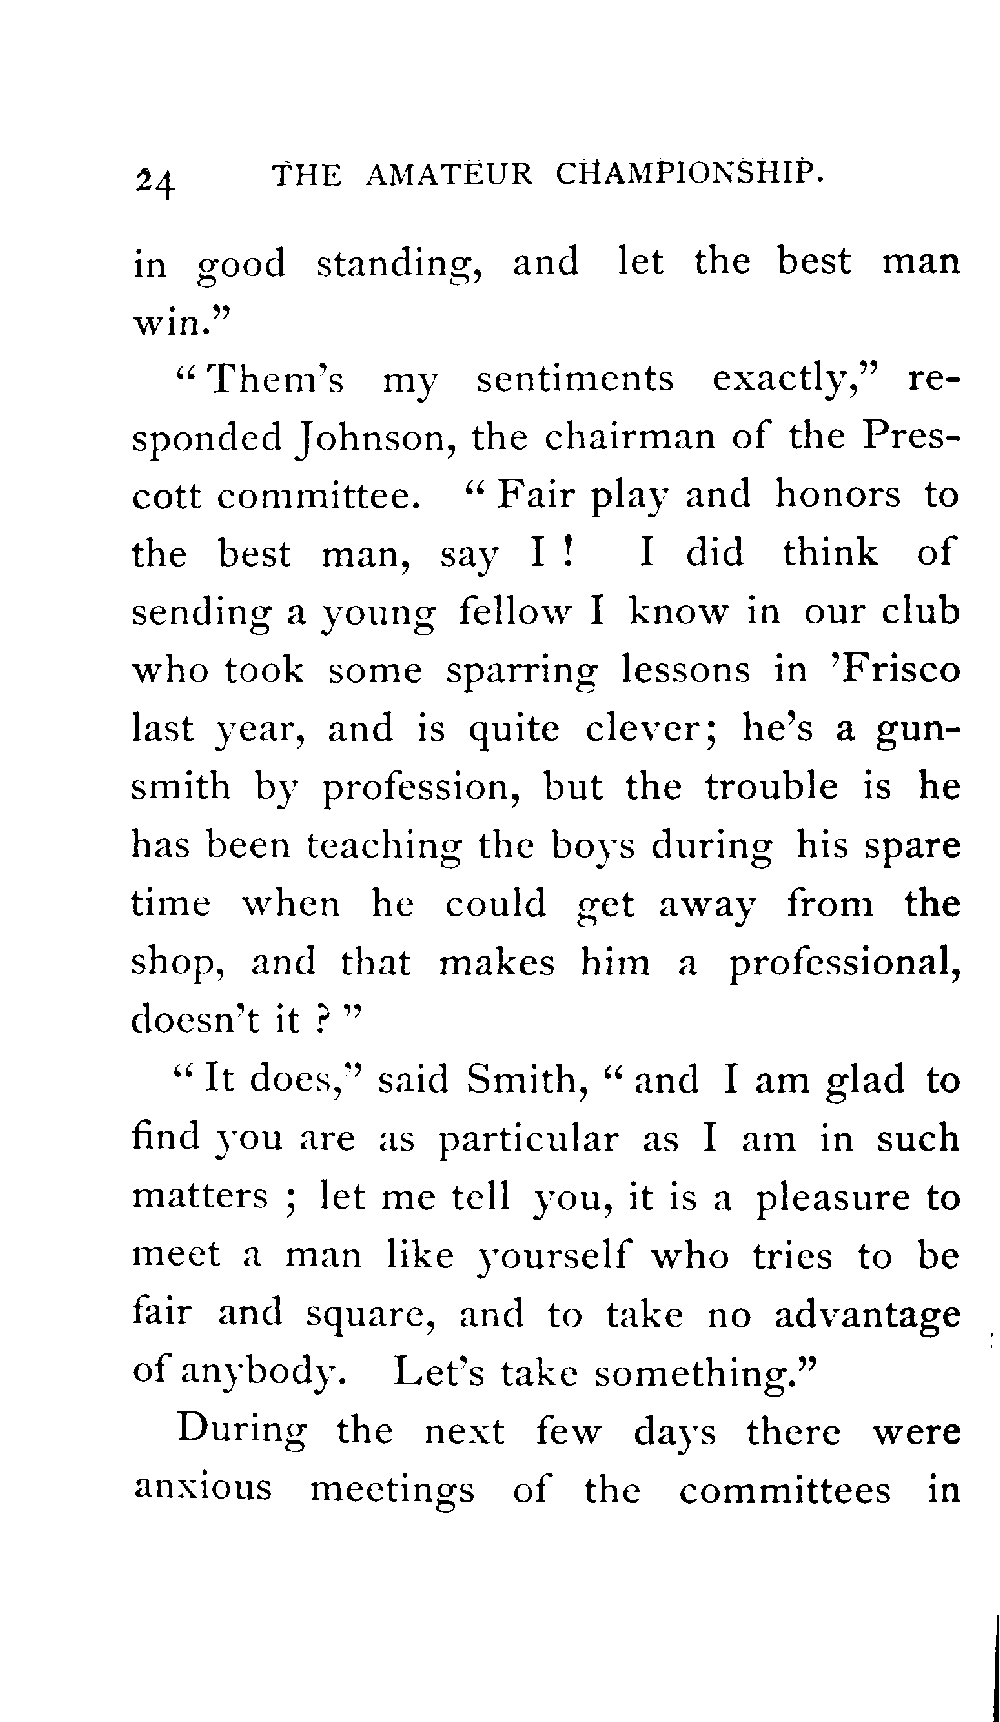 24 THE AMATEUR CHAMPIONSHIP.
in good standing, and let the best man
win.”
“ Them’s my sentiments exactly,” re-
sponded Johnson, the chairman of the Pres-
cott committee. “ Fair play and honors to
the best man, say I ! I did think of
sending a young fellow I know in our club
who took some sparring lessons in ’Frisco
last year, and is quite clever; he’s a gun-
smith by profession, but the trouble is he
has been teaching the boys during his spare
time when he could get away from the
shop, and that makes him a professional,
doesn’t it ? ”
“ It does,” said Smith, “ and I am glad to
find you are as particular as I am in such
matters ; let me tell you, it is a pleasure to
meet a man like yourself who tries to be
fair and square, and to take no advantage
of anybody. Let’s take something.”
During the next few days there were
anxious meetings of the committees in